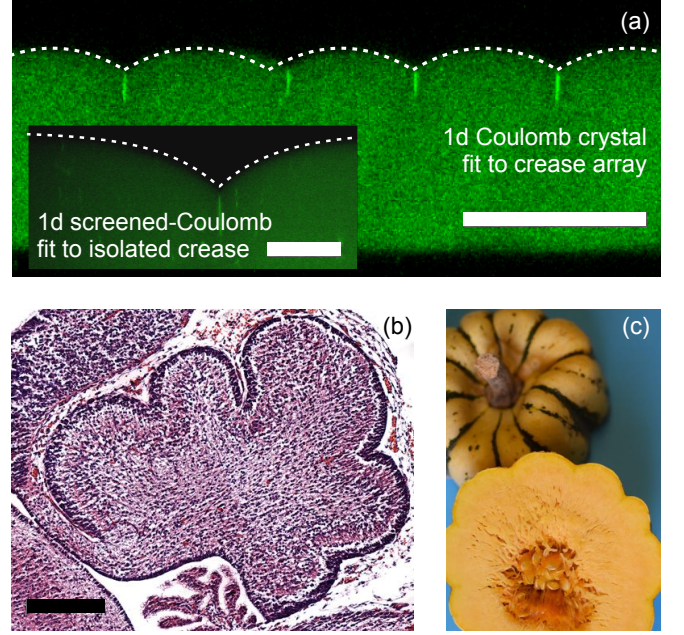 (a)
1d Coulomb crystal
fit to crease array
1d screened-Coulomb
fit to isolated crease
(b)
(c)